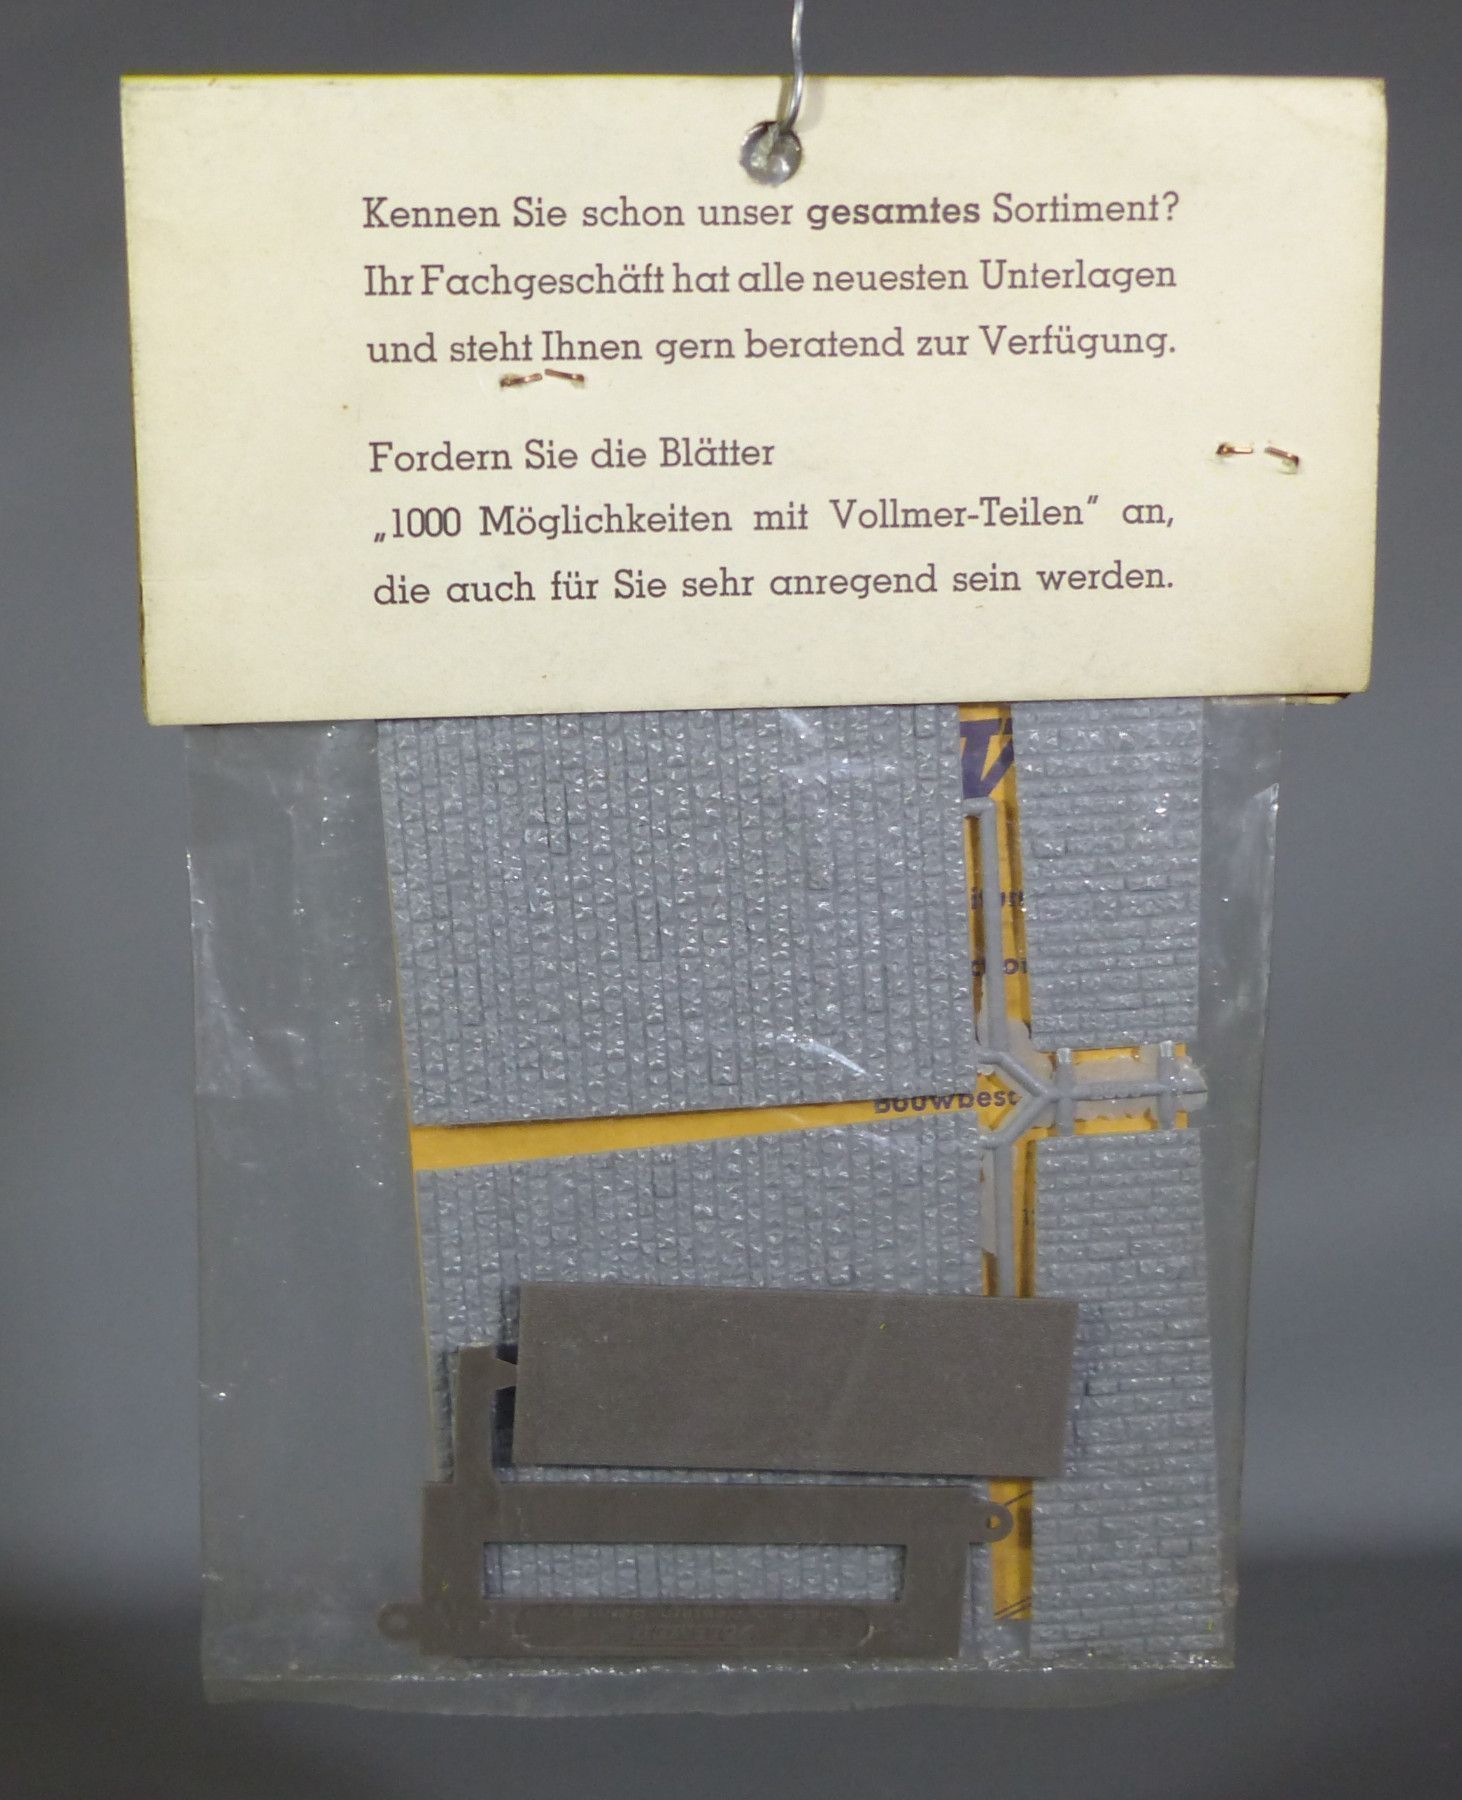 Kennen Sie schon unser gesamtes Sortiment?
Ihr Fachgeschäft hat alle neuesten Unterlagen
und steht Ihnen gern beratend zur Verfügung.
Fordern Sie die Blätter
„1000 Möglichkeiten mit Vollmer-Teilen" an,
die auch für Sie sehr anregend sein werden.
Bouwbesc